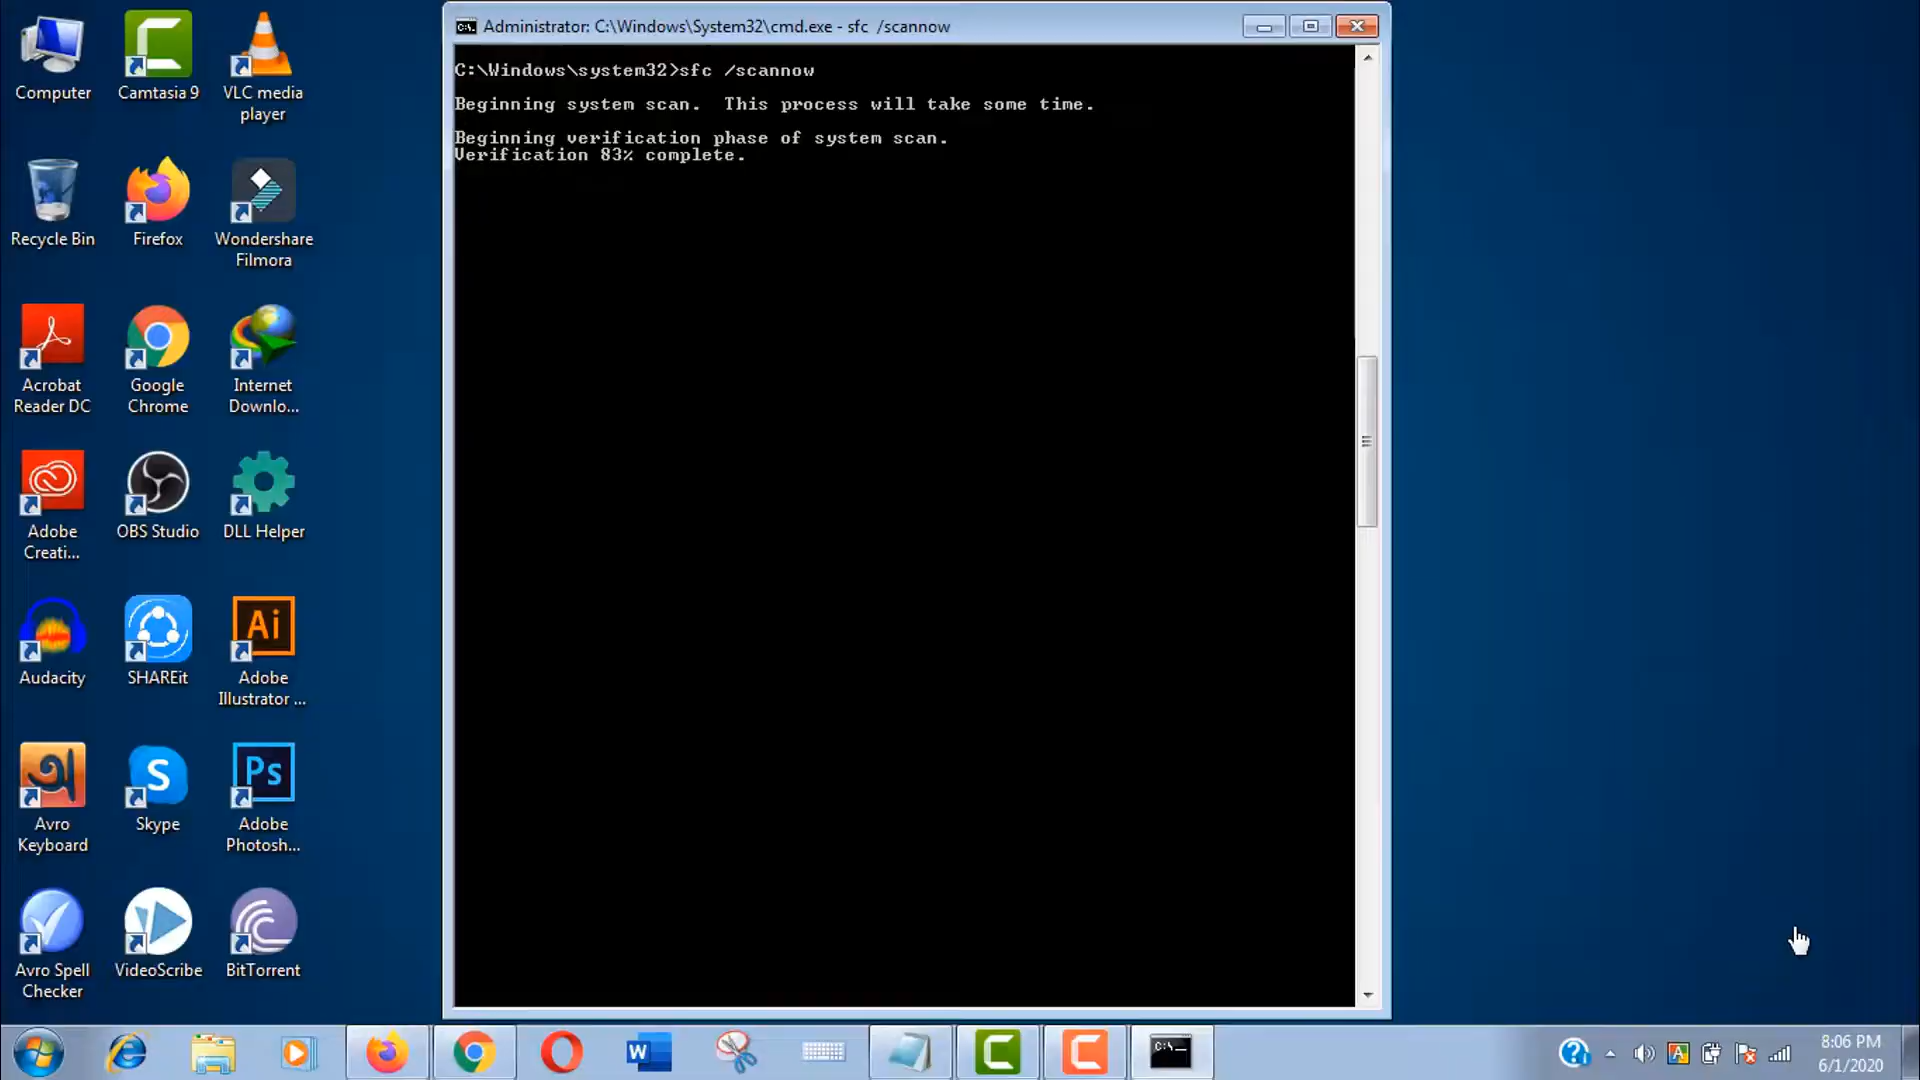 Administrator: C:\Windows\System32\cmd.exe - sfc  /scannow
C:\Windows\system32>sfc /scannow
Beginning system scan.  This process will take some time.
Beginning verification phase of system scan.
Verification 83% complete.
Computer
Camtasia 9
VLC media
player
Recycle Bin
Firefox
Wondershare
Filmora
Acrobat
Reader DC
Google
Chrome
Internet
Downlo...
Adobe
Creati...
OBS Studio
DLL Helper
Audacity
SHAREit
Ai
Adobe
Illustrator ...
অ
Avro
Keyboard
S
Skype
Ps
Adobe
Photosh...
Avro Spell
Checker
VideoScribe
BitTorrent
W
C:\_
A
8:06 PM
6/1/2020